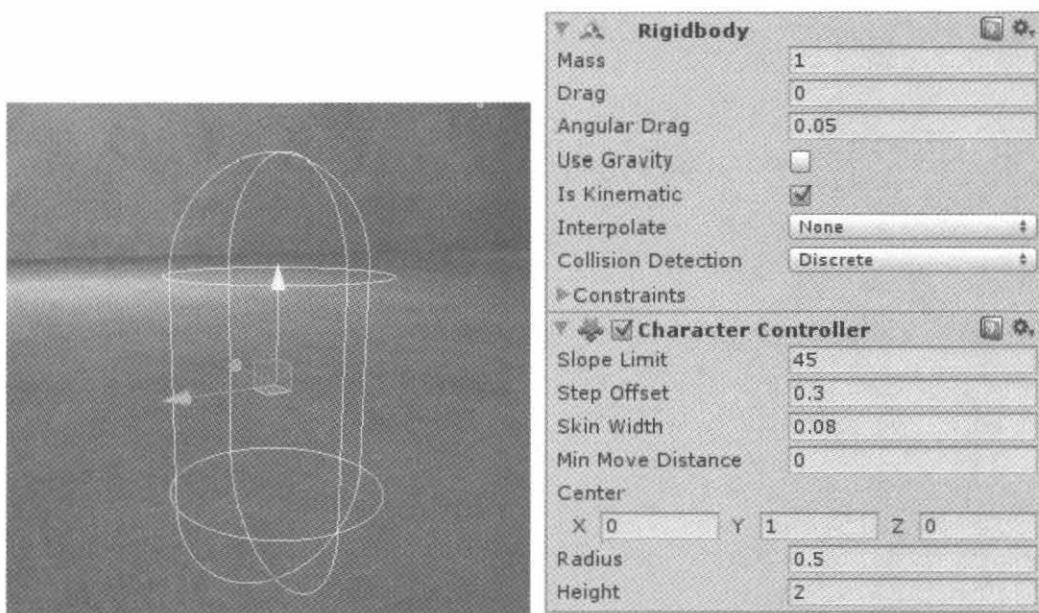 Rigidbody
Mass 1
Drag 0
Angular Drag 0.05
Use Gravity
Is Kinematic
Interpolate None
Collision Detection Discrete
Constraints
Character Controller
Slope Limit 45
Step Offset 0.3
Skin Width 0.08
Min Move Distance 0
Center
X 0 Y 1 Z 0
Radius 0.5
Height 2